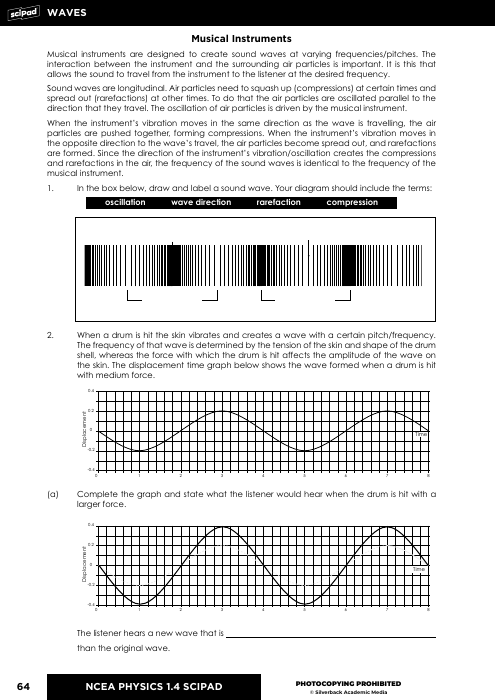 scipad WAVES
Musical Instruments
Musical instruments are designed to create sound waves at varying frequencies/pitches. The
interaction between the instrument and the surrounding air particles is important. It is this that
allows the sound to travel from the instrument to the listener at the desired frequency.
Sound waves are longitudinal. Air particles need to squash up (compressions) at certain times and
spread out (rarefactions) at other times. To do that the air particles are oscillated parallel to the
direction that they travel. The oscillation of air particles is driven by the musical instrument.
When the instrument's vibration moves in the same direction as the wave is travelling, the air
particles are pushed together, forming compressions. When the instrument's vibration moves in
the opposite direction to the wave's travel, the air particles become spread out, and rarefactions
are formed. Since the direction of the instrument's vibration/oscillation creates the compressions
and rarefactions in the air, the frequency of the sound waves is identical to the frequency of the
musical instrument.
1. In the box below, draw and label a sound wave. Your diagram should include the terms:
oscillation wave direction rarefaction compression
2. When a drum is hit the skin vibrates and creates a wave with a certain pitch/frequency.
The frequency of that wave is determined by the tension of the skin and shape of the drum
shell, whereas the force with which the drum is hit affects the amplitude of the wave on
the skin. The displacement time graph below shows the wave formed when a drum is hit
with medium force.
0.4
0.2
0
-0.2
-0.4
Displacement
Time
0 1 2 3 4 5 6 7 8
(a) Complete the graph and state what the listener would hear when the drum is hit with a
larger force.
0.4
0.2
0
-0.2
-0.4
Displacement
Time
0 1 2 3 4 5 6 7 8
The listener hears a new wave that is
than the original wave.
64 NCEA PHYSICS 1.4 SCIPAD PHOTOCOPYING PROHIBITED
© Silverback Academic Media